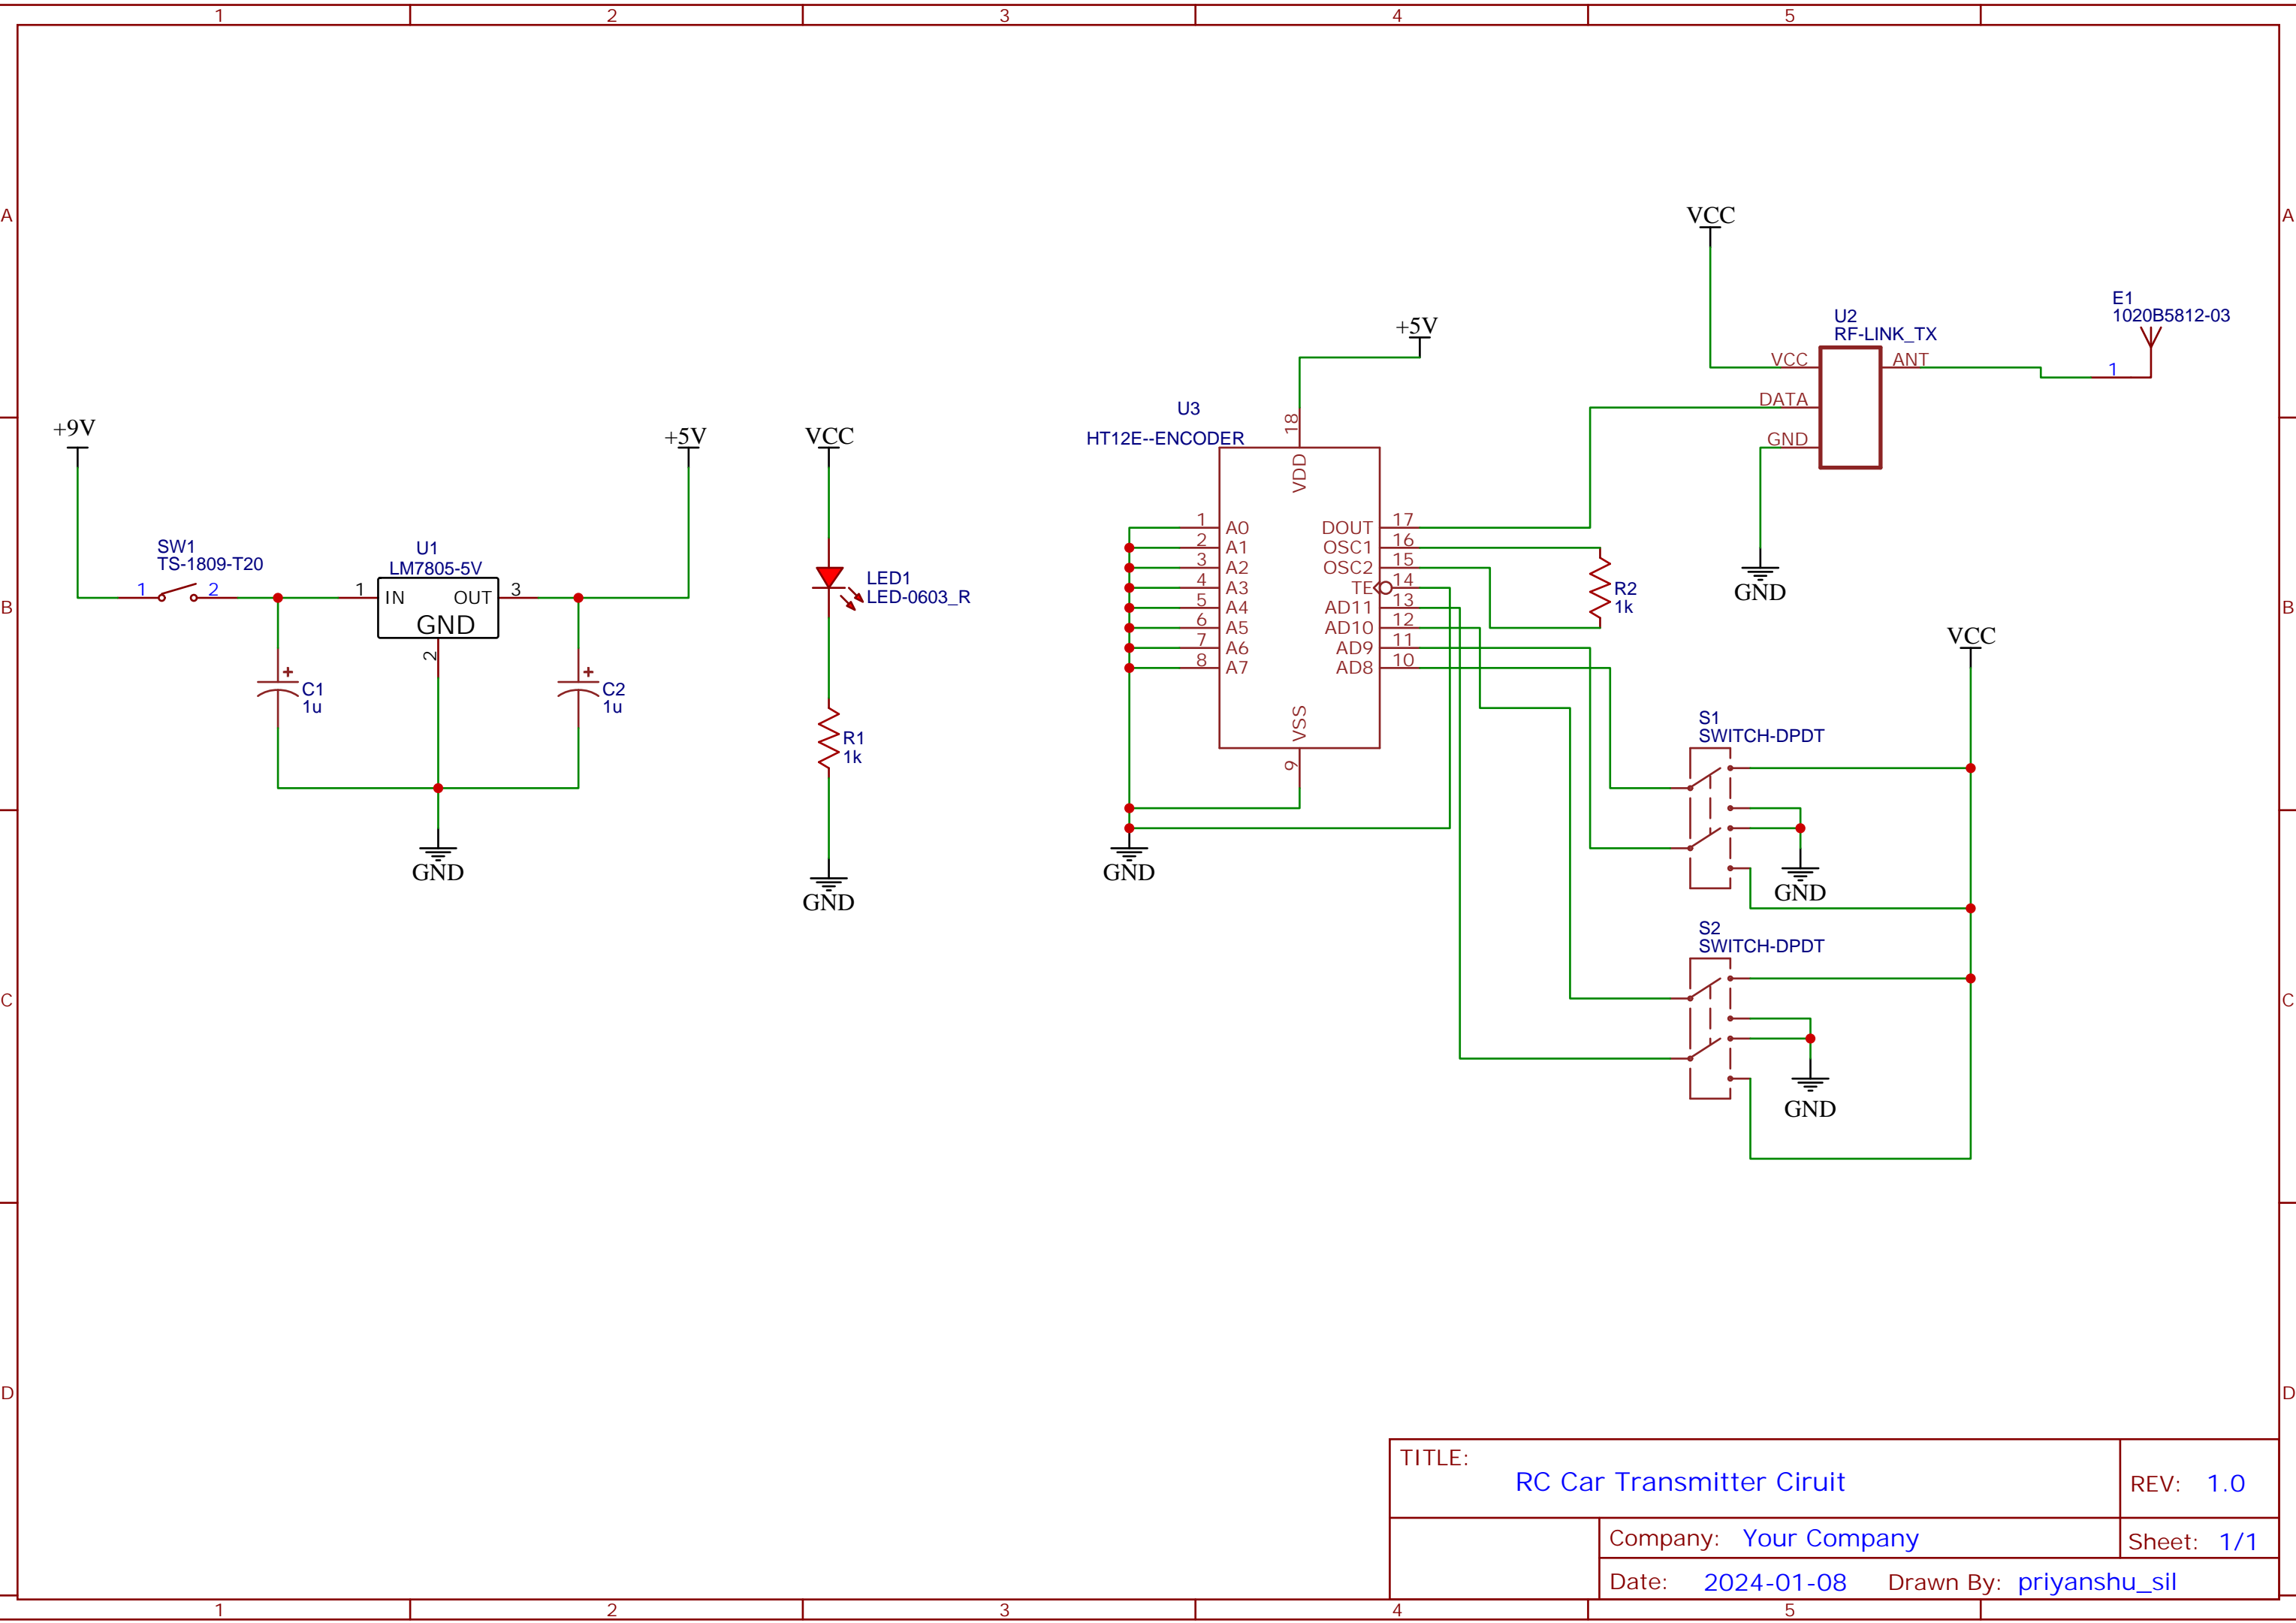 1 2 3 4 5
A A
VCC
E1
1020B5812-03
U2
RF-LINK_TX
+5V
VCC ANT
1
DATA
U3
GND
HT12E--ENCODER
18
VDD
+9V
+5V
VCC
SW1
TS-1809-T20
1 2
U1
LM7805-5V
1 IN OUT 3
GND
2
C1
1u
C2
1u
GND
LED1
LED-0603_R
R1
1k
GND
1 A0 DOUT 17
2 A1 OSC1 16
3 A2 OSC2 15
4 A3 TE 14
5 A4 AD11 13
6 A5 AD10 12
7 A6 AD9 11
8 A7 AD8 10
VSS
9
GND
R2
1k
GND
B B
VCC
S1
SWITCH-DPDT
GND
S2
SWITCH-DPDT
GND
C C
D D
TITLE:
RC Car Transmitter Ciruit
REV: 1.0
Company: Your Company
Sheet: 1/1
Date: 2024-01-08 Drawn By: priyanshu_sil
1 2 3 4 5